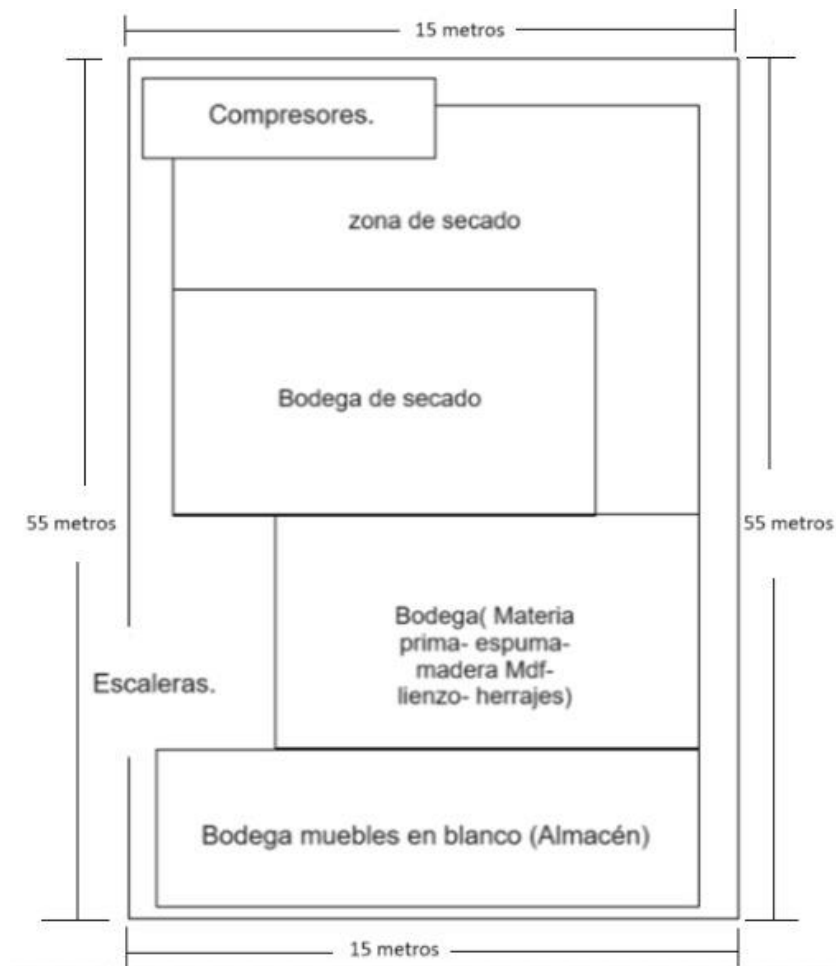 15 metros
Compresores.
zona de secado
Bodega de secado
55 metros
55 metros
Bodega( Materia
prima- espuma-
madera Mdf-
lienzo- herrajes)
Escaleras.
Bodega muebles en blanco (Almacén)
15 metros